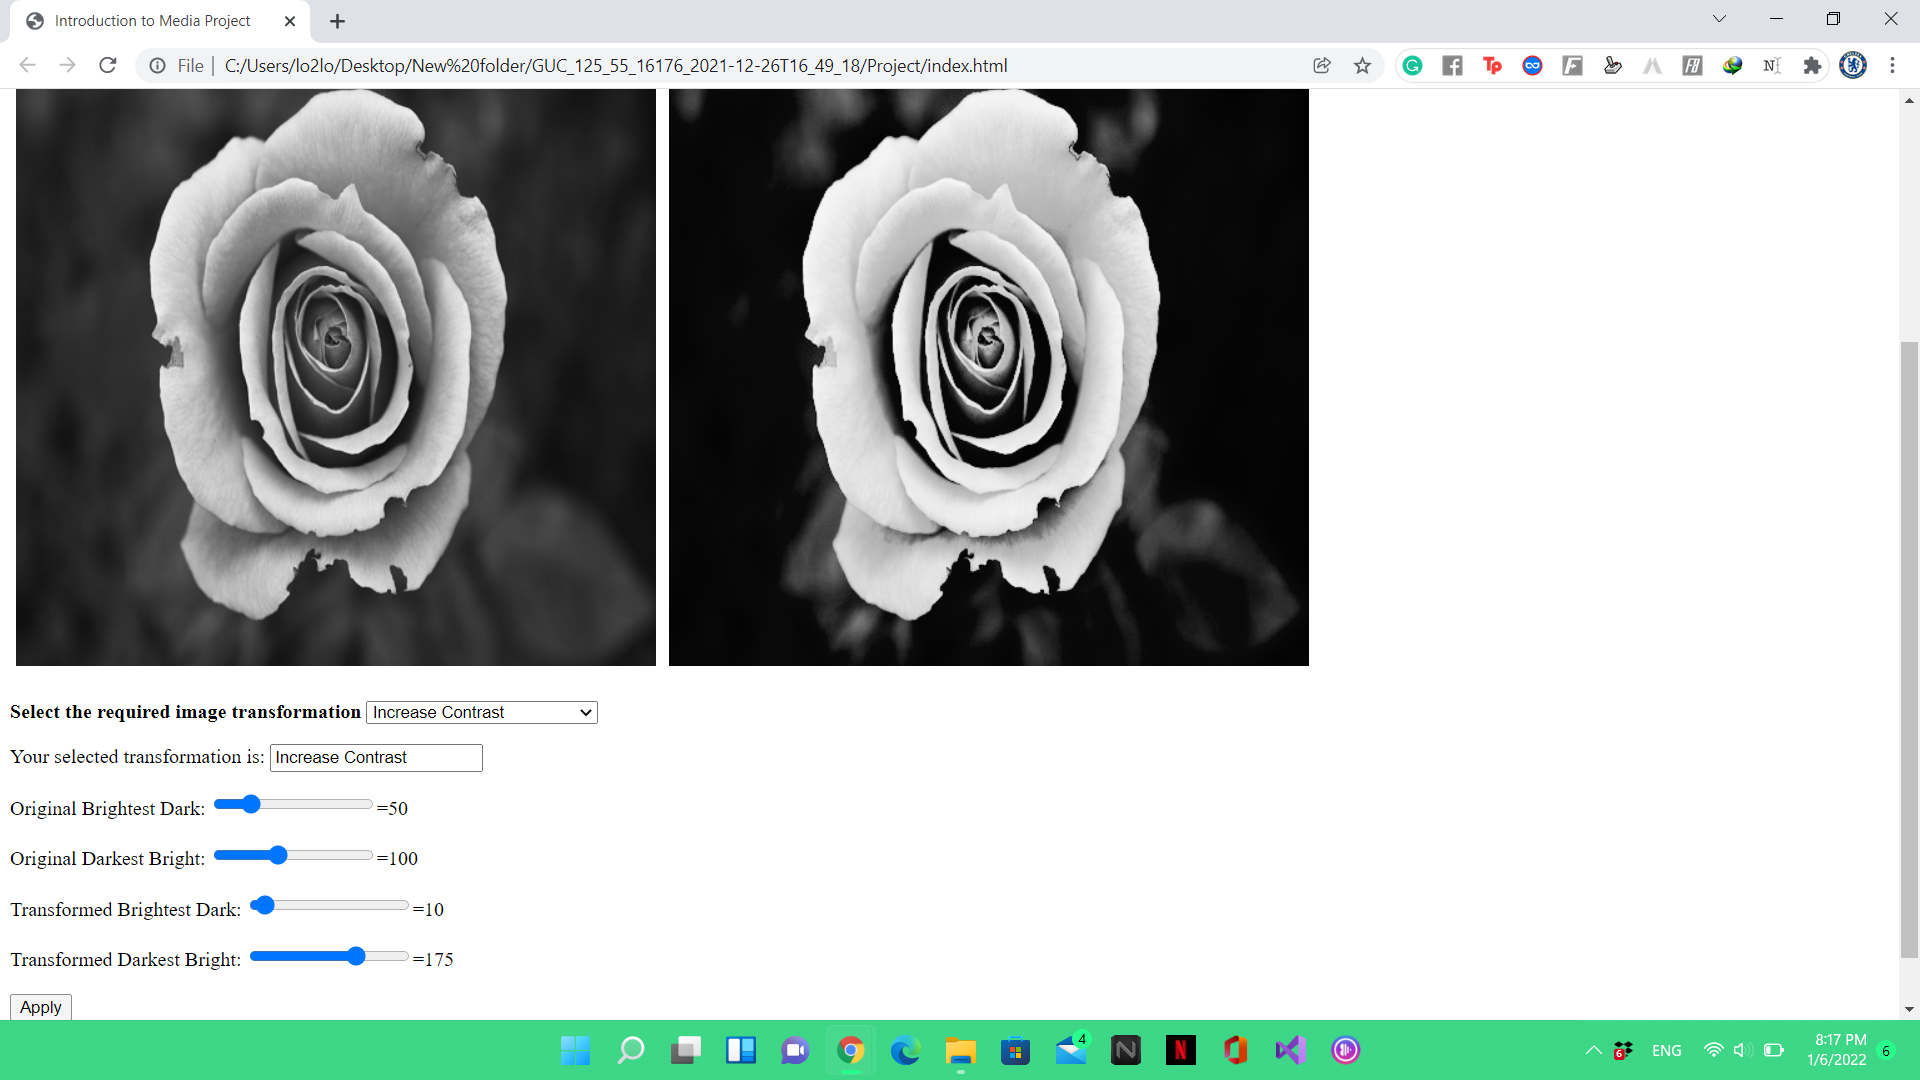 Introduction to Media Project
File C:/Users/lo2lo/Desktop/New%20folder/GUC_125_55_16176_2021-12-26T16_49_18/Project/index.html
Select the required image transformation Increase Contrast
Your selected transformation is: Increase Contrast
Original Brightest Dark: =50
Original Darkest Bright: =100
Transformed Brightest Dark: =10
Transformed Darkest Bright: =175
Apply
4
6
ENG
8:17 PM
1/6/2022
6